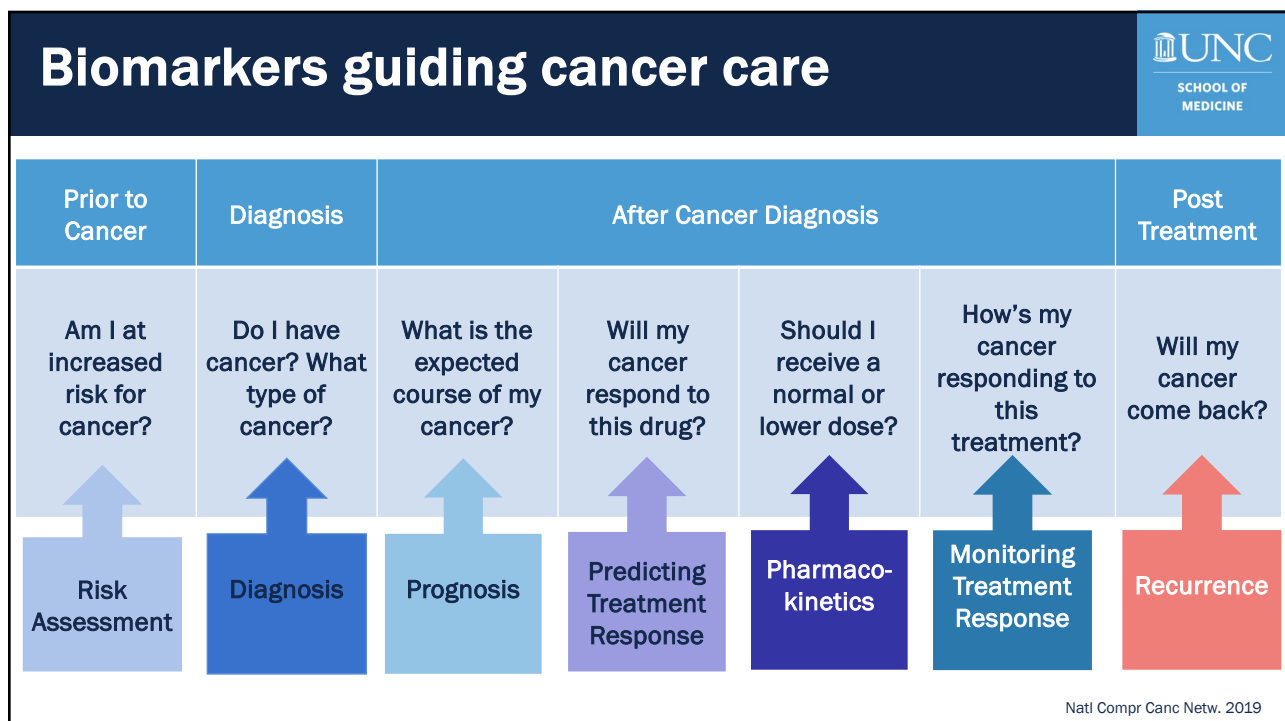 Biomarkers guiding cancer care
UNC
SCHOOL OF
MEDICINE
Prior to
Cancer
Diagnosis
After Cancer Diagnosis
Post
Treatment
Am I at
increased
risk for
cancer?
Do I have
cancer? What
type of
cancer?
What is the
expected
course of my
cancer?
Will my
cancer
respond to
this drug?
Should I
receive a
normal or
lower dose?
How’s my
cancer
responding to
this
treatment?
Will my
cancer
come back?
Risk
Assessment
Diagnosis
Prognosis
Predicting
Treatment
Response
Pharmaco-
kinetics
Monitoring
Treatment
Response
Recurrence
Natl Compr Canc Netw. 2019